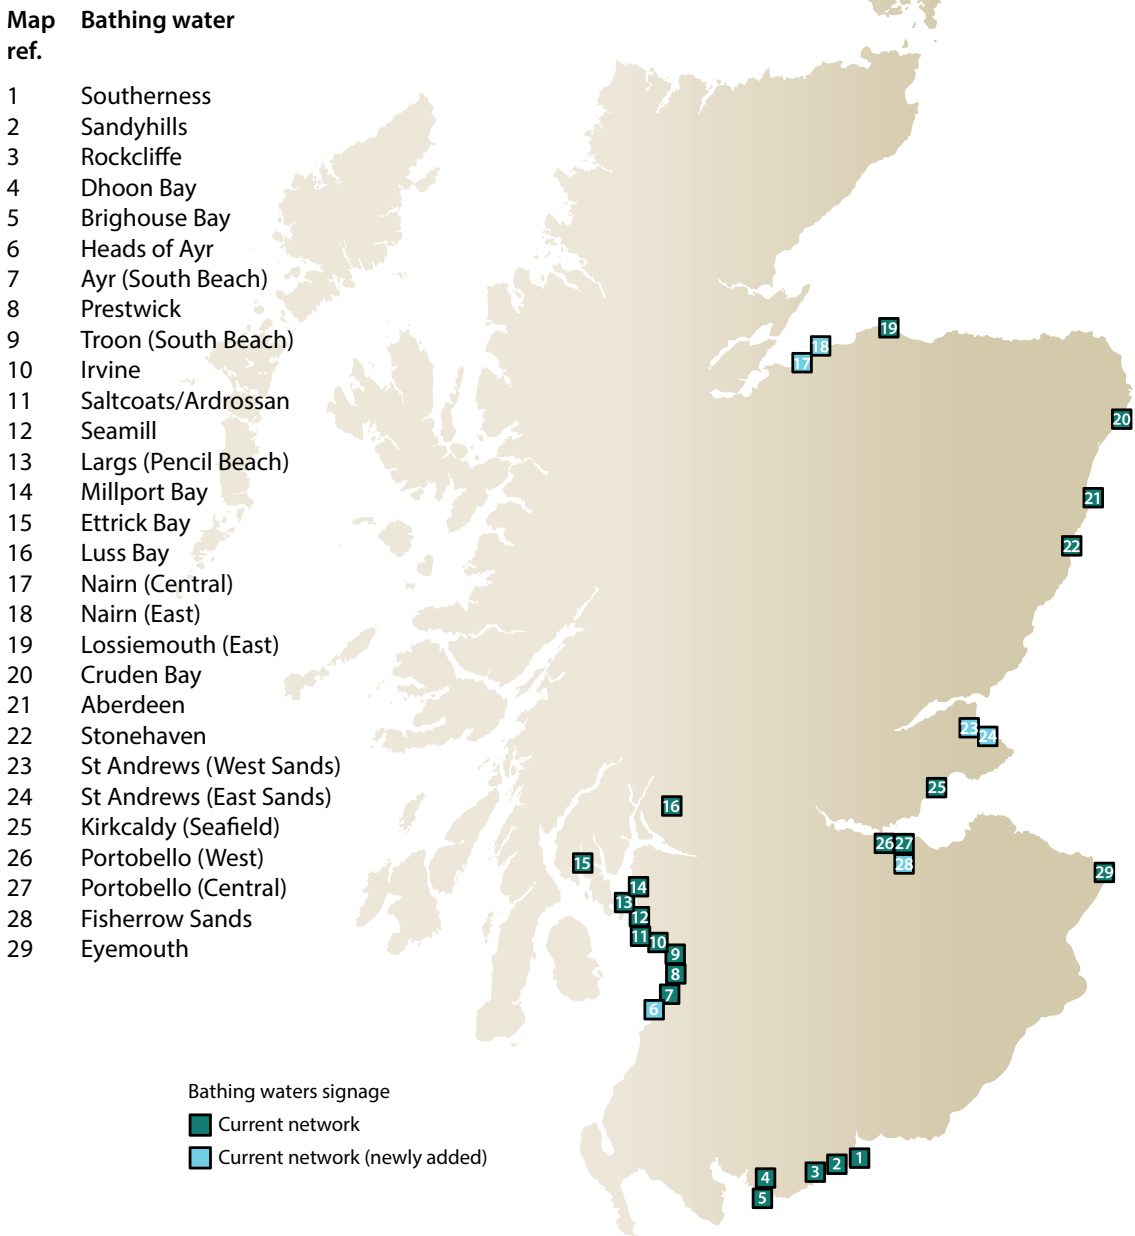 Map ref. Bathing water
1 Southerness
2 Sandyhills
3 Rockcliffe
4 Dhoon Bay
5 Brighouse Bay
6 Heads of Ayr
7 Ayr (South Beach)
8 Prestwick
9 Troon (South Beach)
10 Irvine
11 Saltcoats/Ardrossan
12 Seamill
13 Largs (Pencil Beach)
14 Millport Bay
15 Ettrick Bay
16 Luss Bay
17 Nairn (Central)
18 Nairn (East)
19 Lossiemouth (East)
20 Cruden Bay
21 Aberdeen
22 Stonehaven
23 St Andrews (West Sands)
24 St Andrews (East Sands)
25 Kirkcaldy (Seafield)
26 Portobello (West)
27 Portobello (Central)
28 Fisherrow Sands
29 Eyemouth
19
18
17
20
21
22
23
24
25
16
26 27
28
15
29
14
13
12
11
10
9
8
7
6
Bathing waters signage
Current network
Current network (newly added)
1
2
3
4
5